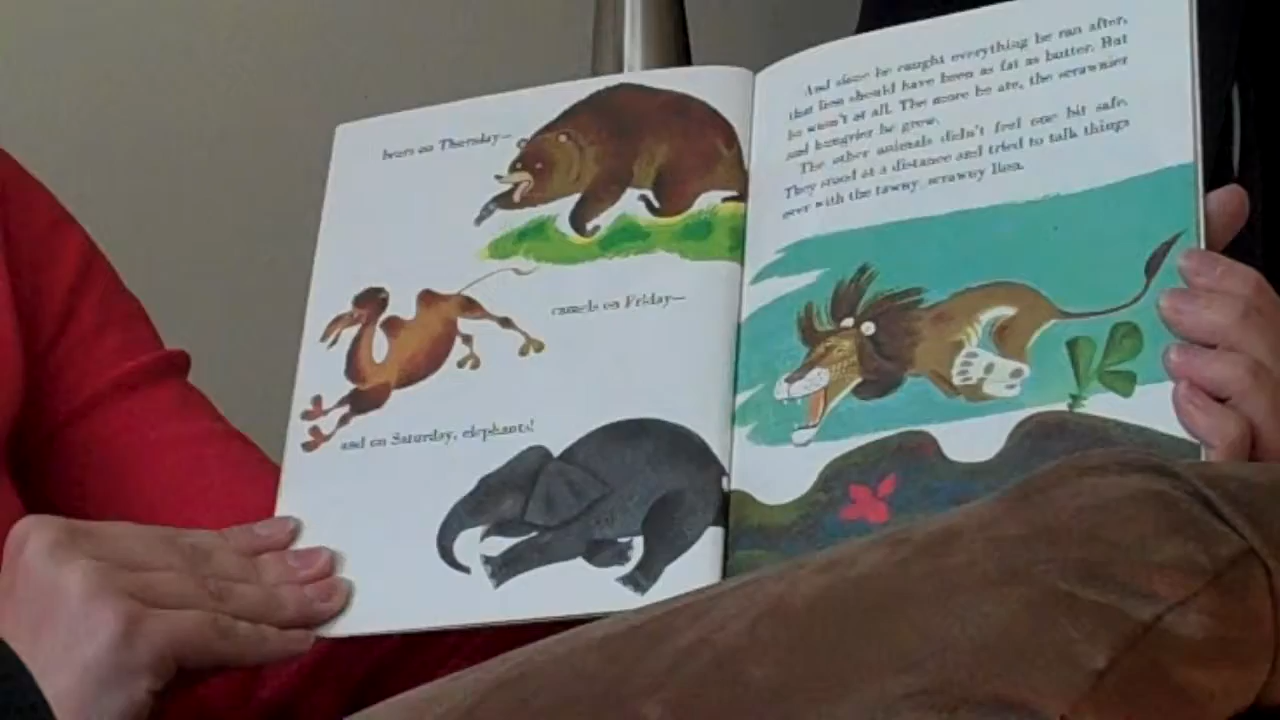 bears on Thursday—
camels on Friday—
and on Saturday, elephants!
And since he caught everything he ran after,
that lion should have been as fat as butter. But
he wasn't at all. The more he ate, the scrawnier
and hungrier he grew.
The other animals didn't feel one bit safe.
They stood at a distance and tried to talk things
over with the tawny, scrawny lion.